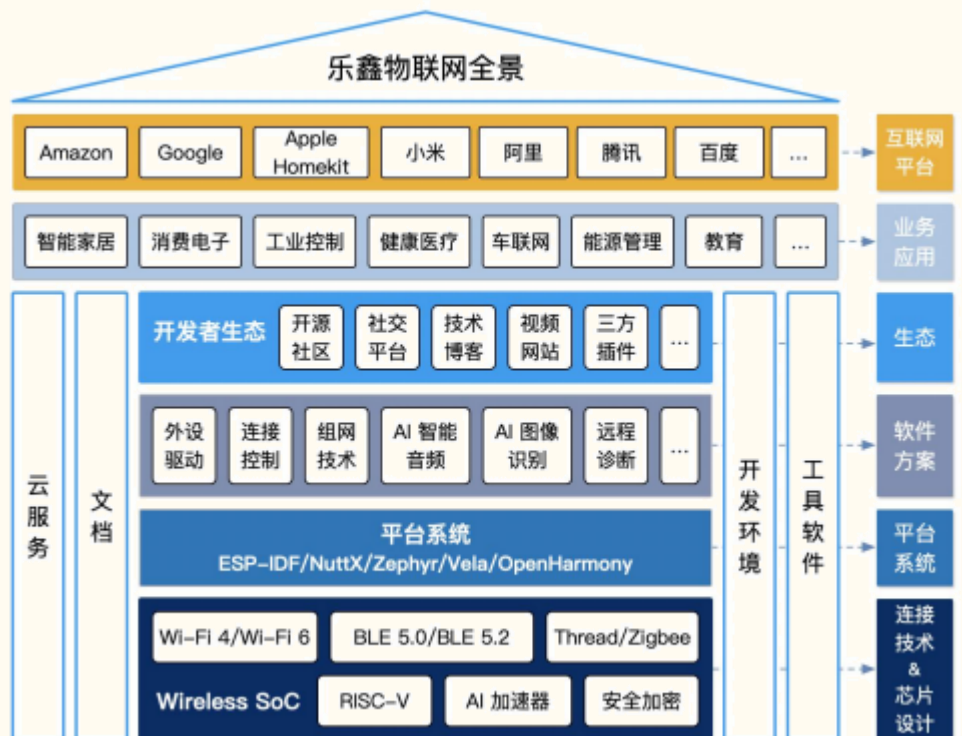 乐鑫物联网全景
Amazon
Google
Apple
Homekit
小米
阿里
腾讯
百度
...
互联网
平台
智能家居
消费电子
工业控制
健康医疗
车联网
能源管理
教育
...
业务
应用
云服务
文档
开发者生态
开源
社区
社交
平台
技术
博客
视频
网站
三方
插件
...
生态
外设
驱动
连接
控制
组网
技术
AI 智能
音频
AI 图像
识别
远程
诊断
...
软件
方案
平台系统
ESP-IDF/NuttX/Zephyr/Vela/OpenHarmony
平台
系统
Wi-Fi 4/Wi-Fi 6
BLE 5.0/BLE 5.2
Thread/Zigbee
Wireless SoC
RISC-V
AI 加速器
安全加密
开发环境
工具软件
连接
技术
&
芯片
设计